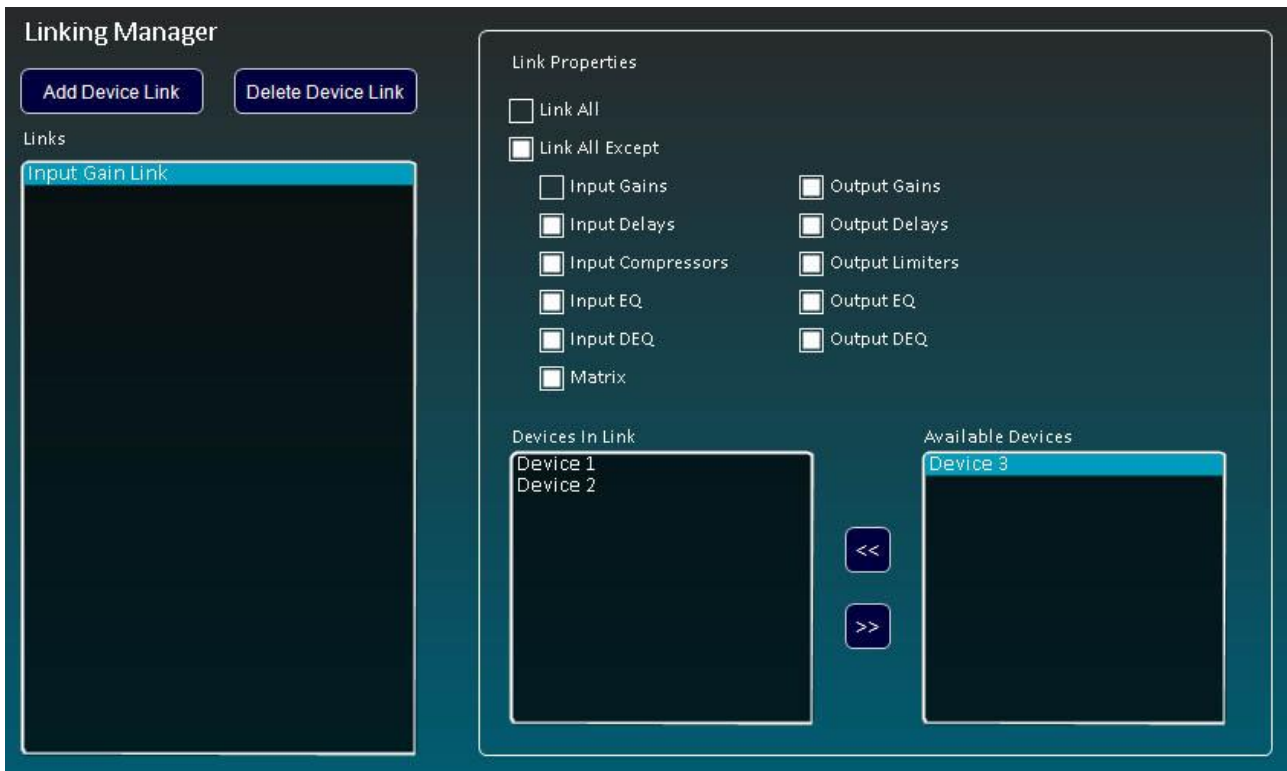 Linking Manager
Add Device Link
Delete Device Link
Links
Input Gain Link
Link Properties
Link All
Link All Except
Input Gains
Output Gains
Input Delays
Output Delays
Input Compressors
Output Limiters
Input EQ
Output EQ
Input DEQ
Output DEQ
Matrix
Devices In Link
Device 1
Device 2
<<
>>
Available Devices
Device 3